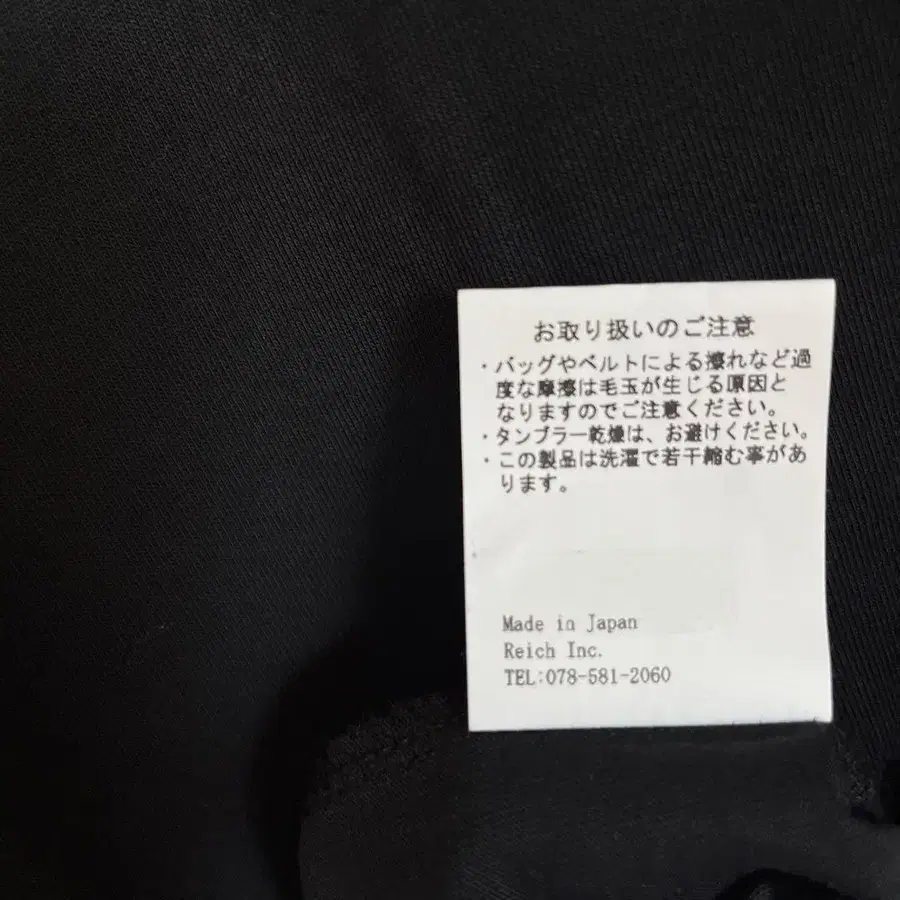 お取り扱いのご注意
・バッグやベルトによる擦れなど過
度な摩擦は毛玉が生じる原因と
なりますのでご注意ください。
・タンブラー乾燥は、お避けください。
・この製品は洗濯で若干縮む事があ
ります。
Made in Japan
Reich Inc.
TEL:078-581-2060